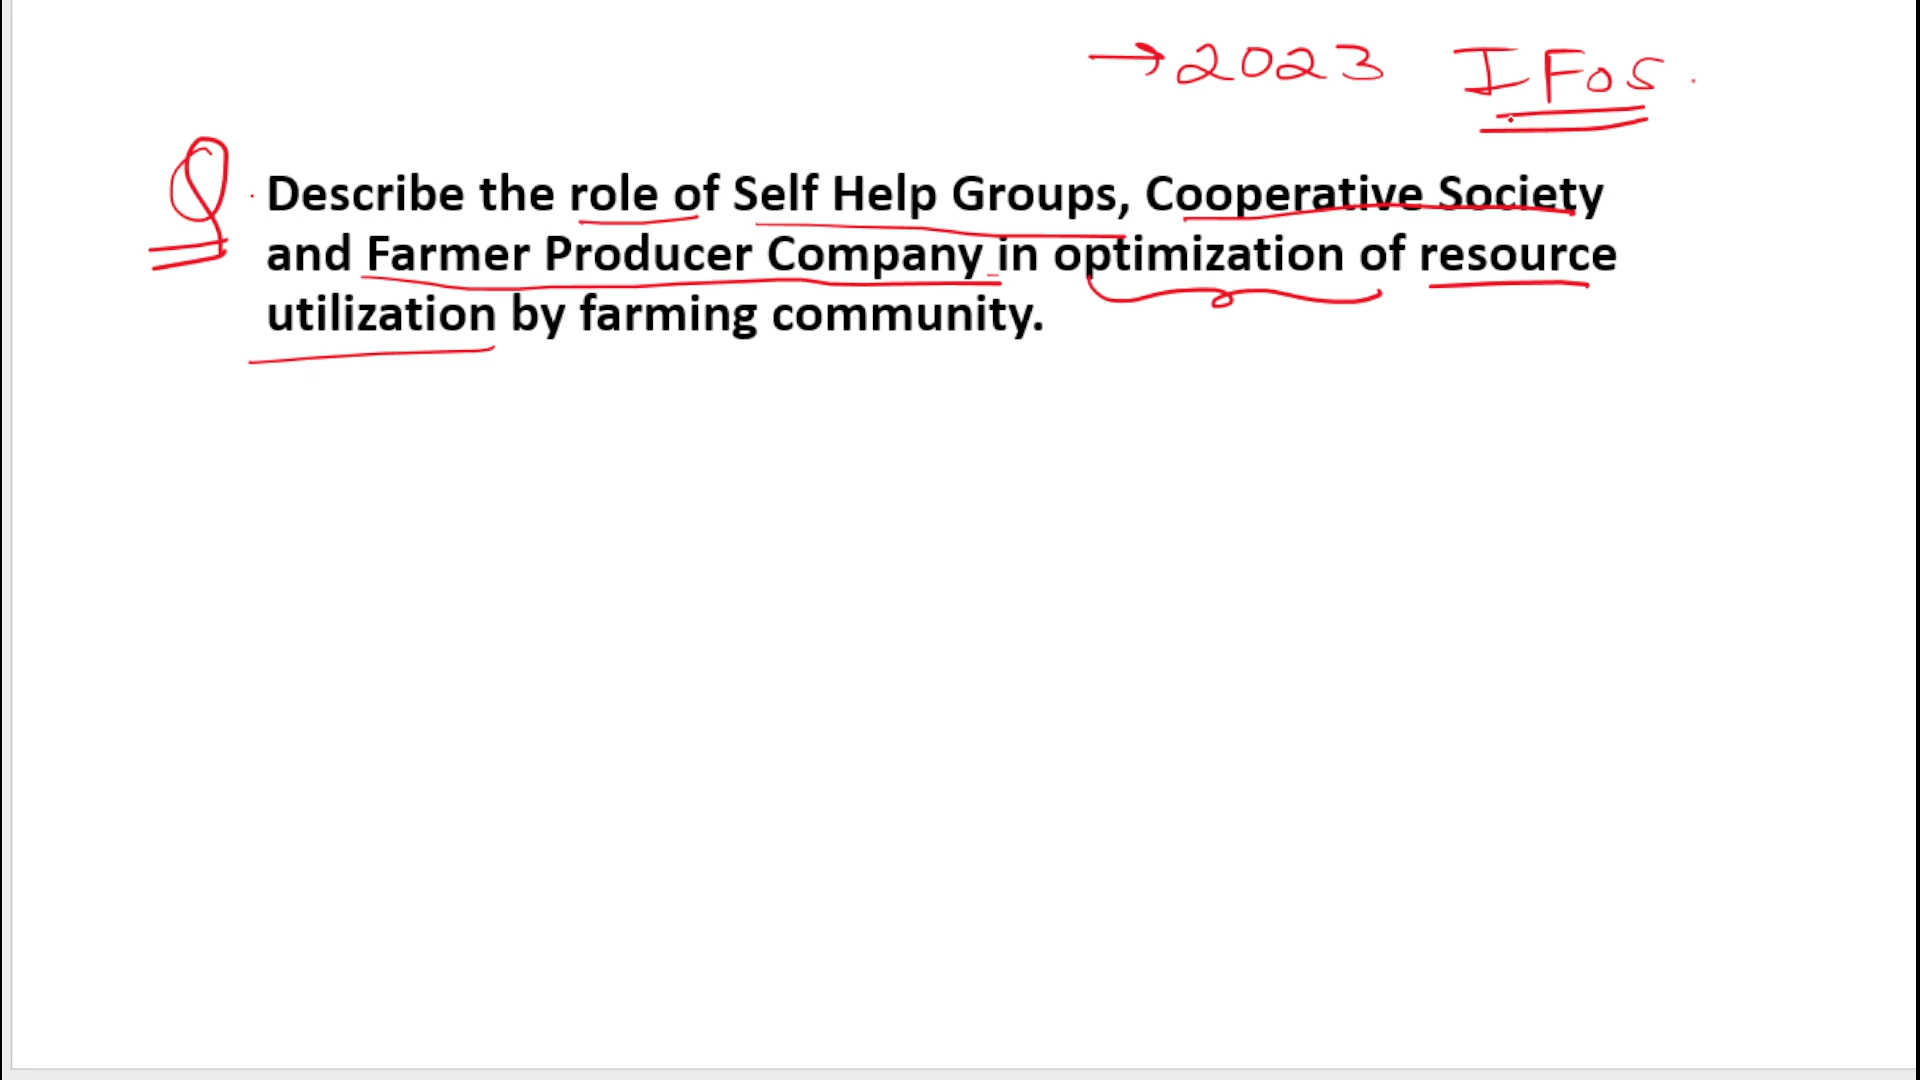 → 2023 IFoS.
Q. Describe the role of Self Help Groups, Cooperative Society
and Farmer Producer Company in optimization of resource
utilization by farming community.